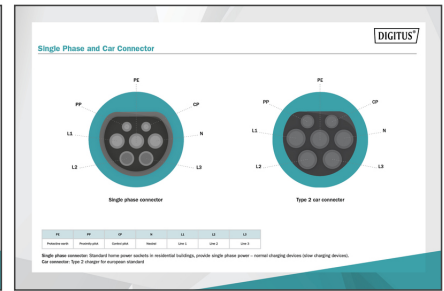 DIGITUS®
Single Phase and Car Connector
PE
PP
CP
L1
N
L2
L3
Single phase connector
PE
PP
CP
L1
N
L2
L3
Type 2 car connector
PE PP CP N L1 L2 L3
Protective earth Proximity pilot Control pilot Neutral Line 1 Line 2 Line 3
Single phase connector: Standard home power sockets in residential buildings, provide single phase power – normal charging devices (slow charging devices).
Car connector: Type 2 charger for european standard